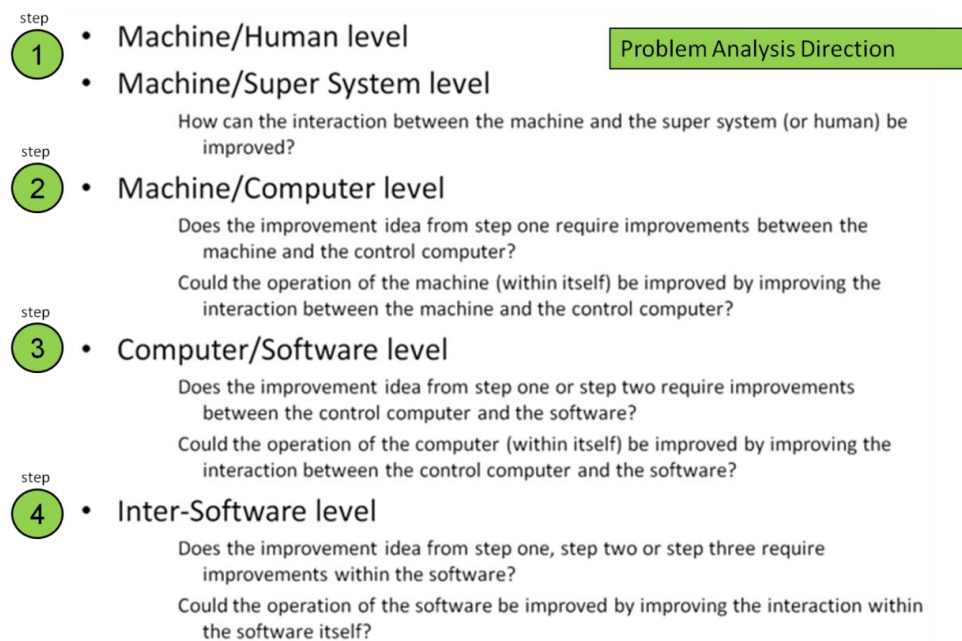 step
1
• Machine/Human level
Problem Analysis Direction
• Machine/Super System level
How can the interaction between the machine and the super system (or human) be
improved?
step
2
• Machine/Computer level
Does the improvement idea from step one require improvements between the
machine and the control computer?
Could the operation of the machine (within itself) be improved by improving the
interaction between the machine and the control computer?
step
3
• Computer/Software level
Does the improvement idea from step one or step two require improvements
between the control computer and the software?
Could the operation of the computer (within itself) be improved by improving the
interaction between the control computer and the software?
step
4
• Inter-Software level
Does the improvement idea from step one, step two or step three require
improvements within the software?
Could the operation of the software be improved by improving the interaction within
the software itself?